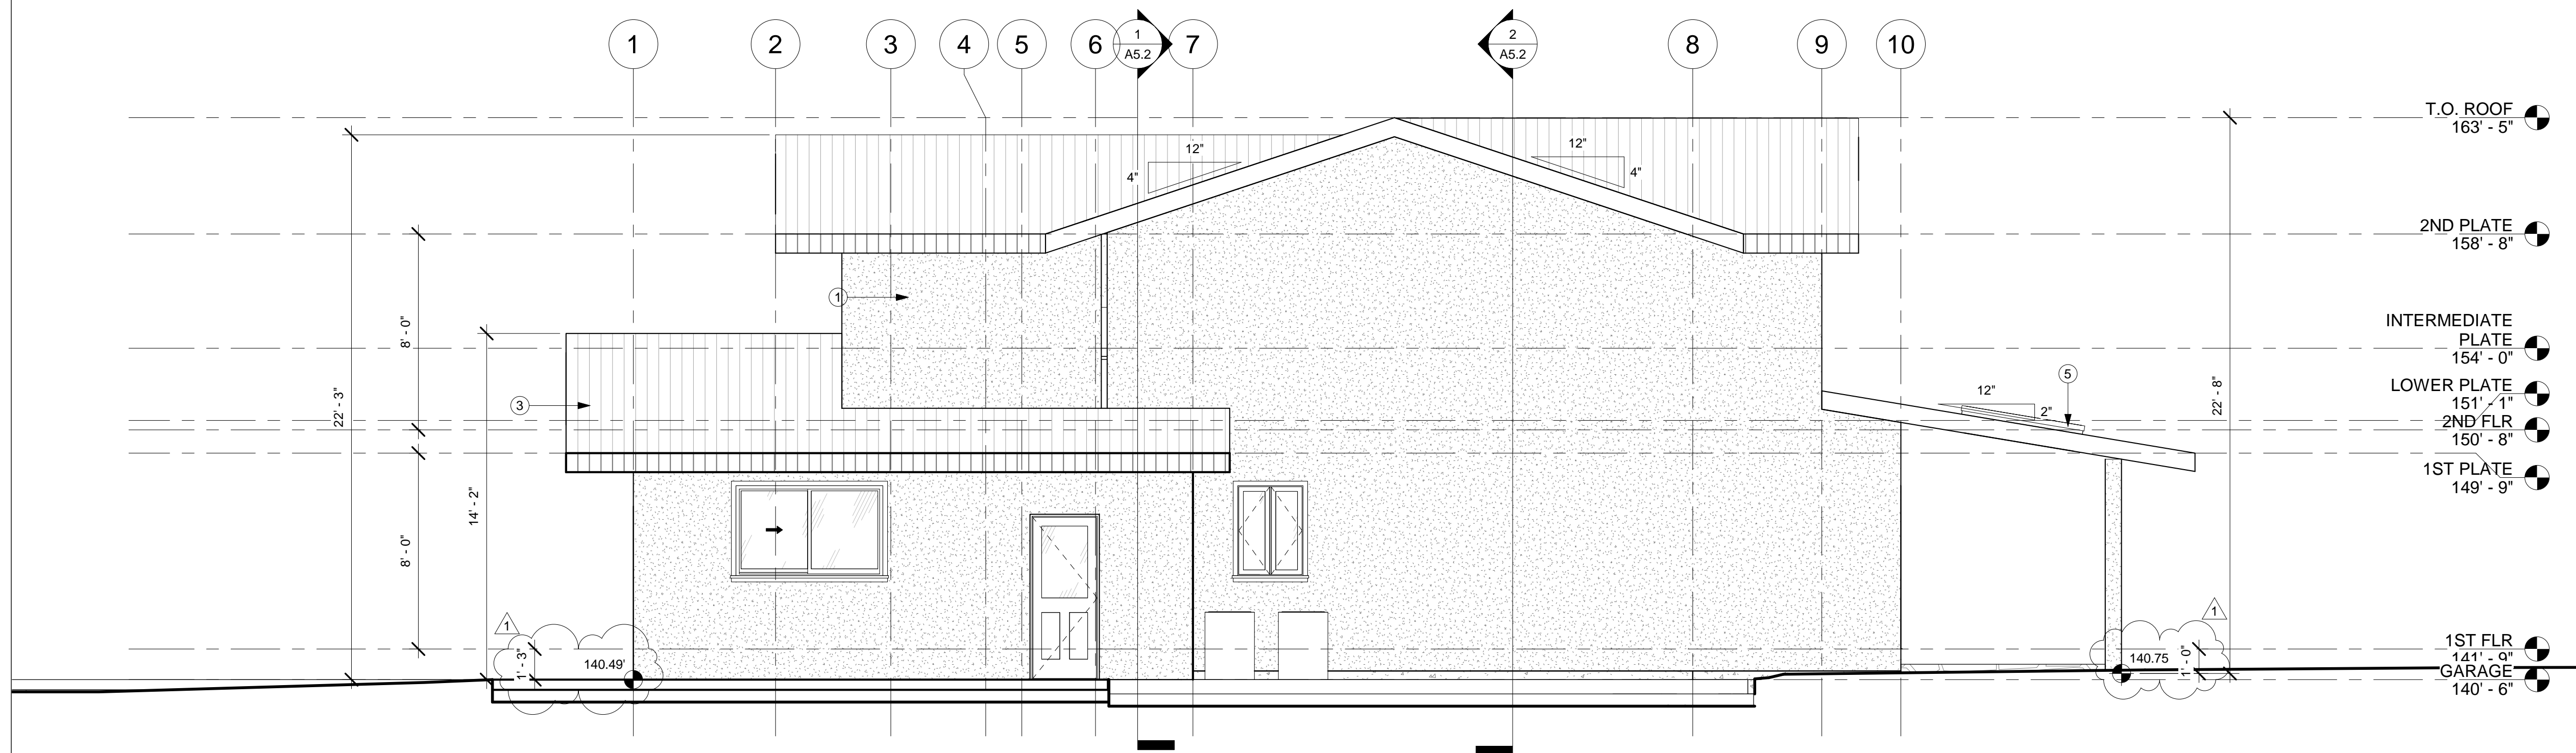 1
2
3
4
5
6
1
A5.2
7
2
A5.2
8
9
10
T.O. ROOF
163' - 5"
12"
4"
12"
4"
2ND PLATE
158' - 8"
1
8' - 0"
INTERMEDIATE
PLATE
154' - 0"
5
22' - 3"
12"
2"
22' - 8"
LOWER PLATE
151' - 1"
3
2ND FLR
150' - 8"
1ST PLATE
149' - 9"
14' - 2"
8' - 0"
1
1
1' - 3"
140.49'
140.75
1' - 0"
1ST FLR
141' - 9"
GARAGE
140' - 6"